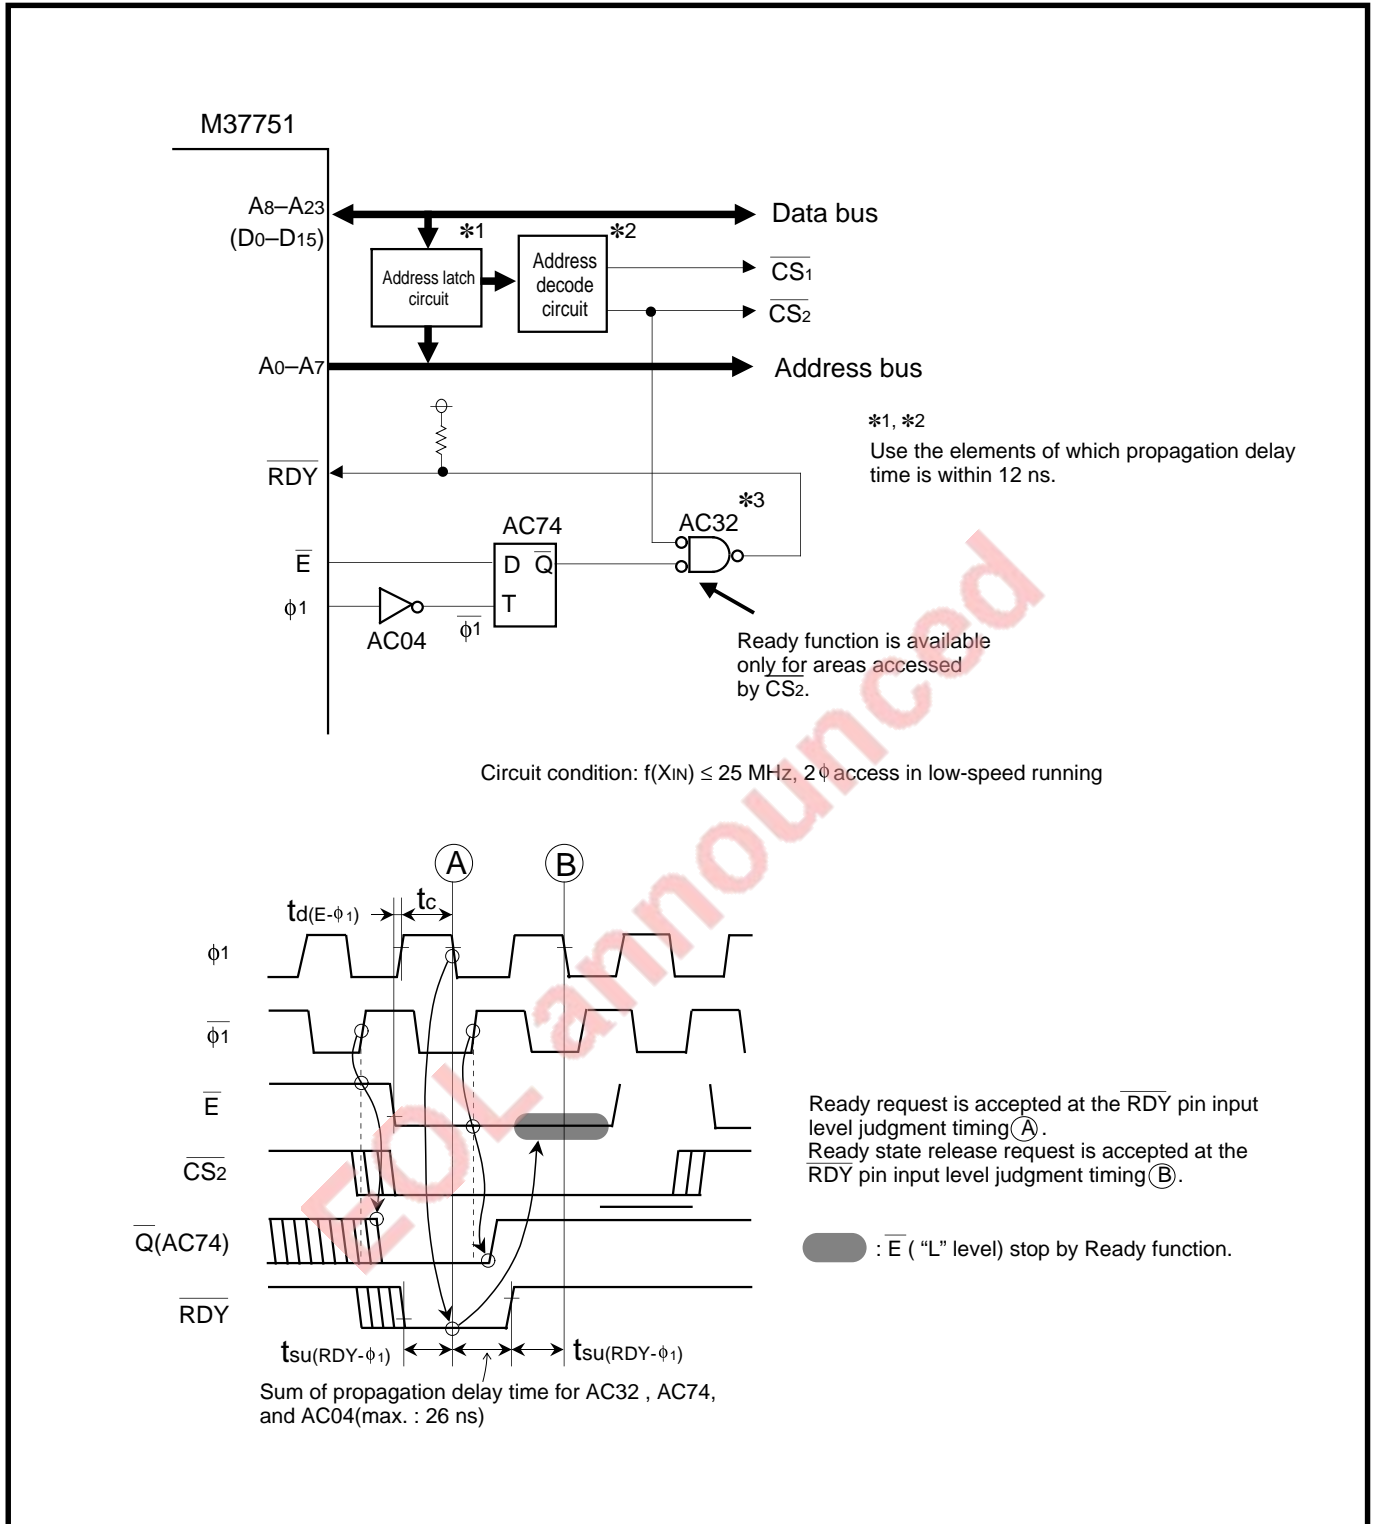 M37751
A8–A23
(D0–D15)
Data bus
✽1
✽2
Address latch
circuit
Address
decode
circuit
CS1
CS2
A0–A7
Address bus
✽1, ✽2
Use the elements of which propagation delay
time is within 12 ns.
RDY
✽3
AC32
AC74
E
D Q
T
ϕ1
AC04
ϕ1
Ready function is available
only for areas accessed
by CS2.
Circuit condition: f(XIN) ≤ 25 MHz, 2ϕ access in low-speed running
A
B
td(E-ϕ1)
tc
ϕ1
ϕ1
E
CS2
Q(AC74)
RDY
Ready request is accepted at the RDY pin input
level judgment timing A.
Ready state release request is accepted at the
RDY pin input level judgment timing B.
: E ( “L” level) stop by Ready function.
tsu(RDY-ϕ1)
tsu(RDY-ϕ1)
Sum of propagation delay time for AC32 , AC74,
and AC04(max. : 26 ns)
EOL announced